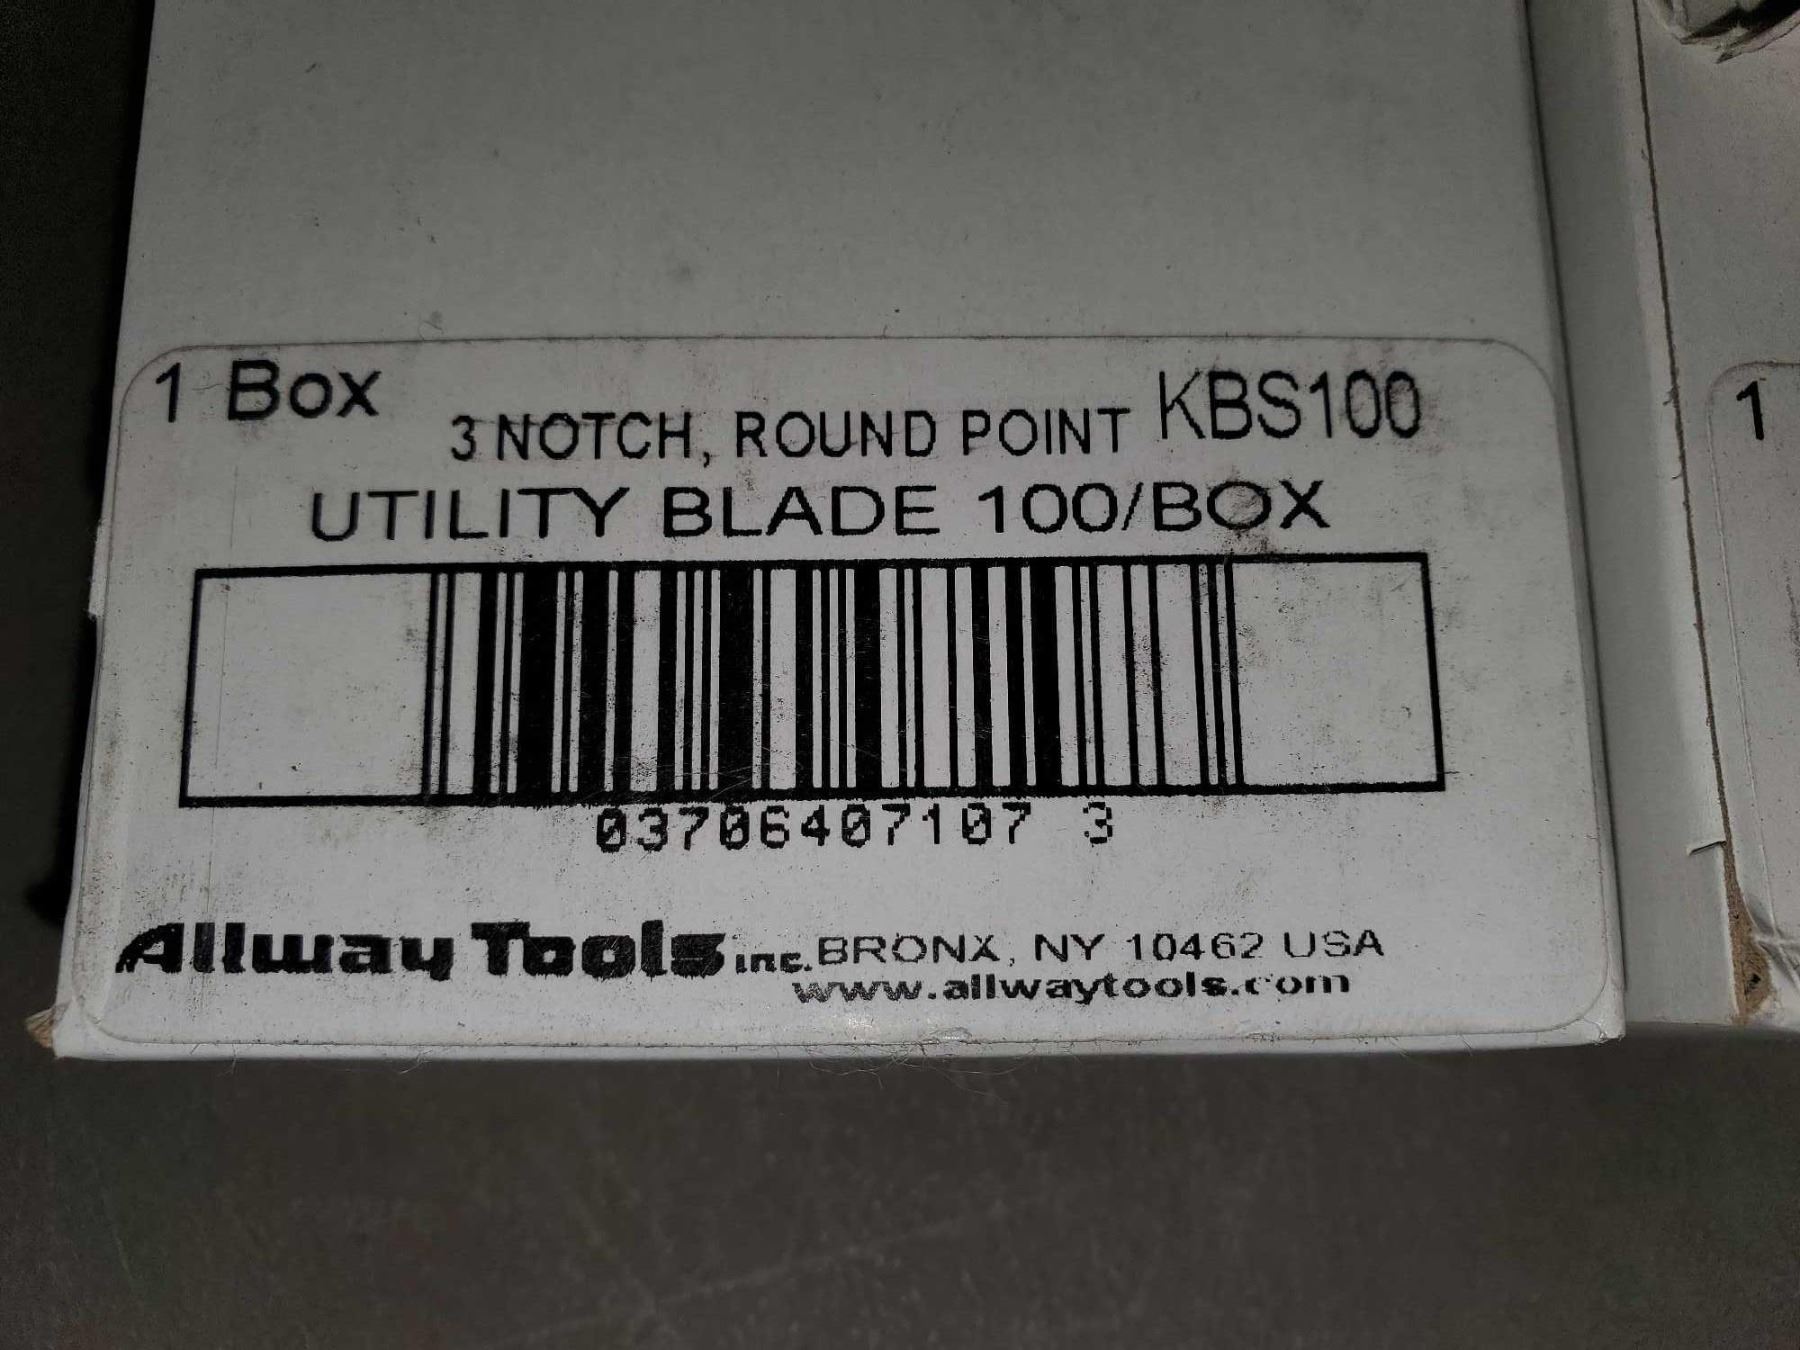 1 Box
3 NOTCH, ROUND POINT KBS100
UTILITY BLADE 100/BOX
03706407107 3
Allway Tools inc. BRONX, NY 10462 USA
www.allwaytools.com
1